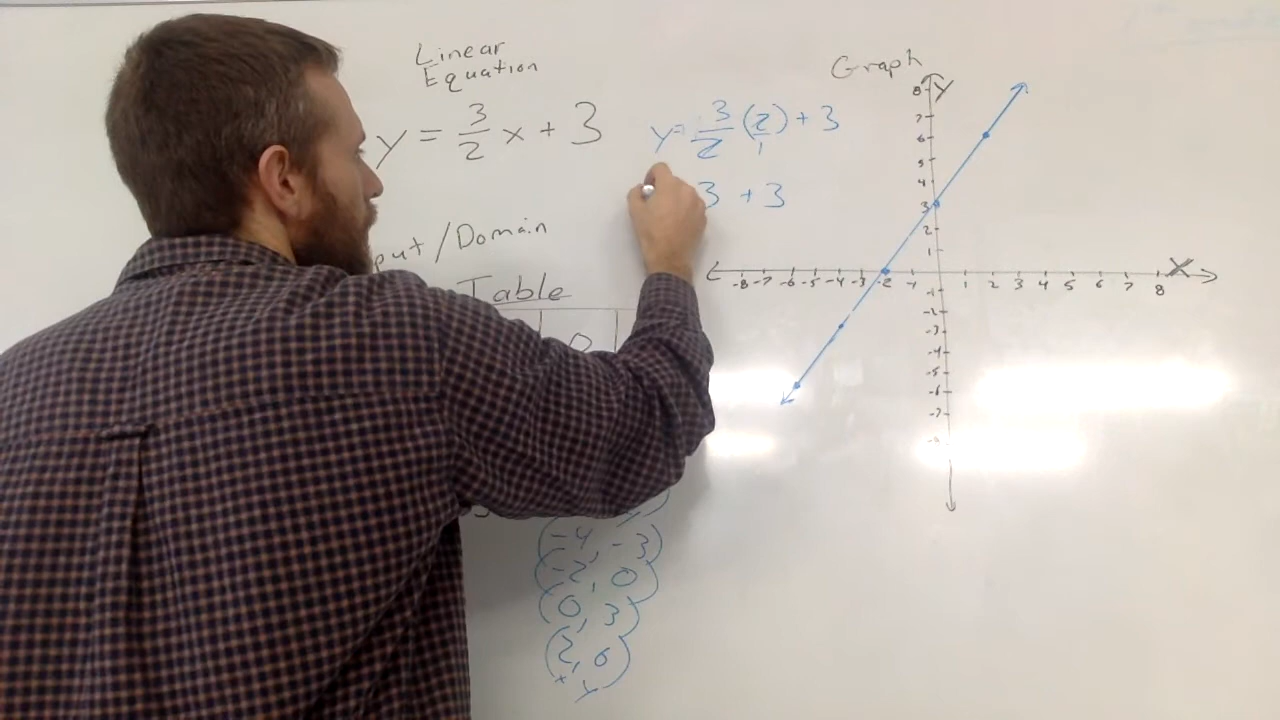 Linear
Equation
y = 3/2 x + 3
y = 3/2 (2/1) + 3
3 + 3
put / Domain
Table
0
-4, -3
-2, 0
(0, 3)
(2, 6)
y
Graph
Y
8
7
6
5
4
3
2
1
-8 -7 -6 -5 -4 -3 -2 -1 1 2 3 4 5 6 7 8
X
-1
-2
-3
-4
-5
-6
-7